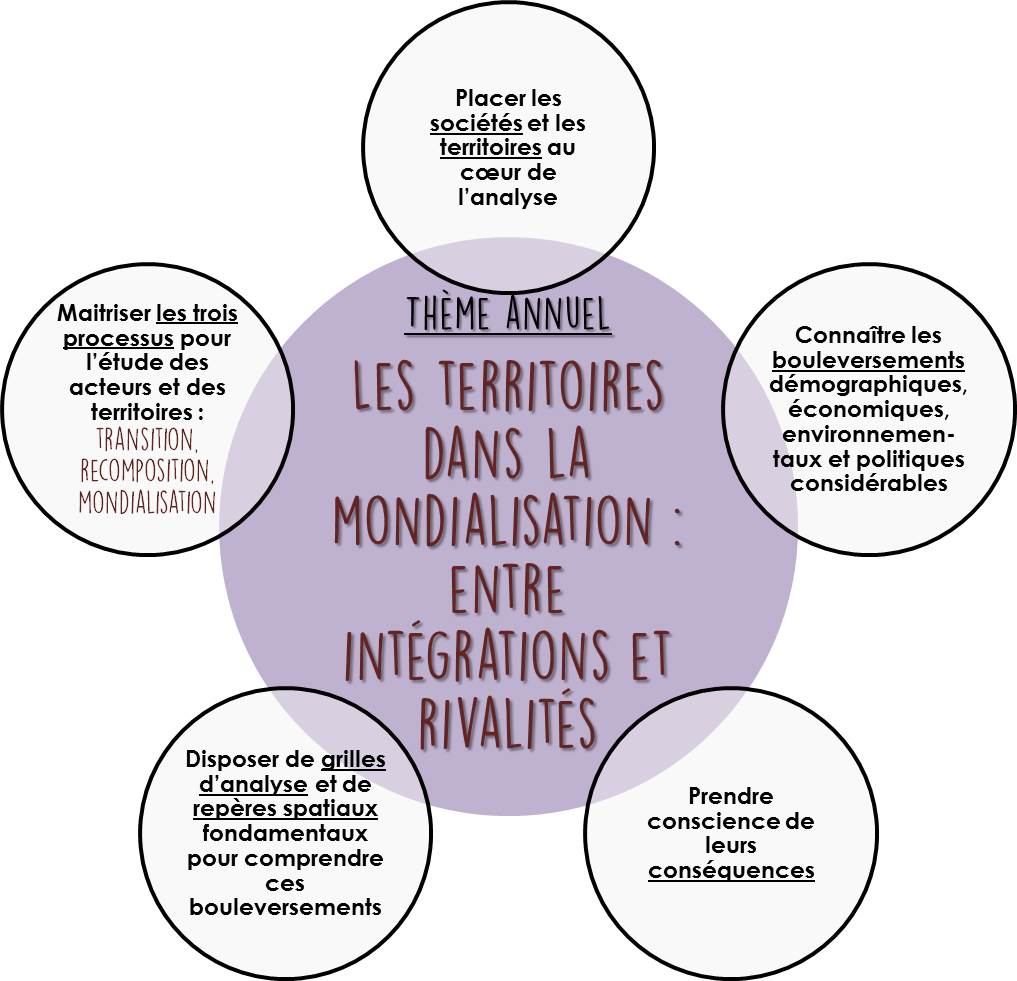 Placer les
sociétés et les
territoires au
cœur de
l'analyse
THÈME ANNUEL
LES TERRITOIRES
DANS LA
MONDIALISATION :
ENTRE
INTÉGRATIONS ET
RIVALITÉS
Connaître les
bouleversements
démographiques,
économiques,
environnemen-
taux et politiques
considérables
Prendre
conscience de
leurs
conséquences
Disposer de grilles
d'analyse et de
repères spatiaux
fondamentaux
pour comprendre
ces
bouleversements
Maitriser les trois
processus pour
l'étude des
acteurs et des
territoires :
TRANSITION,
RECOMPOSITION,
MONDIALISATION